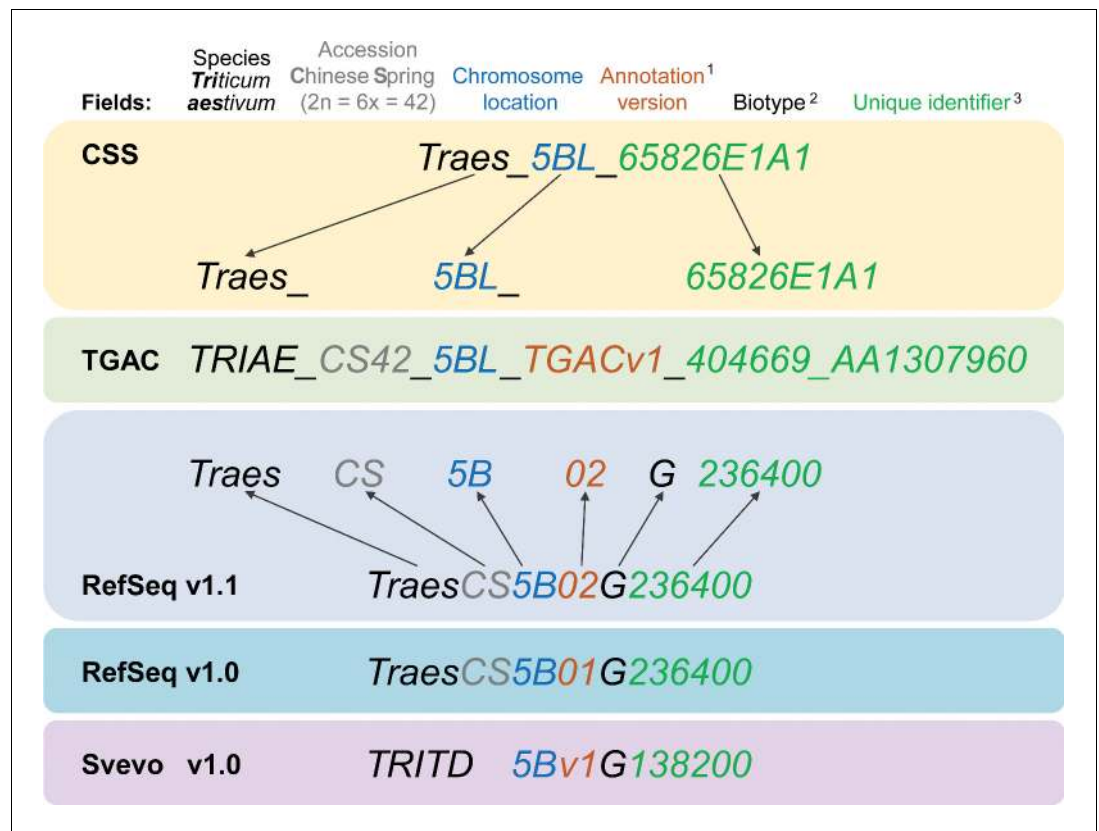 Fields:
Species
Triticum
aestivum
Accession
Chinese Spring
(2n = 6x = 42)
Chromosome
location
Annotation1
version
Biotype2
Unique identifier3
CSS
Traes_5BL_65826E1A1
Traes_ 5BL_ 65826E1A1
TGAC TRIAE_CS42_5BL_TGACv1_404669_AA1307960
Traes CS 5B 02 G 236400
RefSeq v1.1 TraesCS5B02G236400
RefSeq v1.0 TraesCS5B01G236400
Svevo v1.0 TRITD 5Bv1G138200